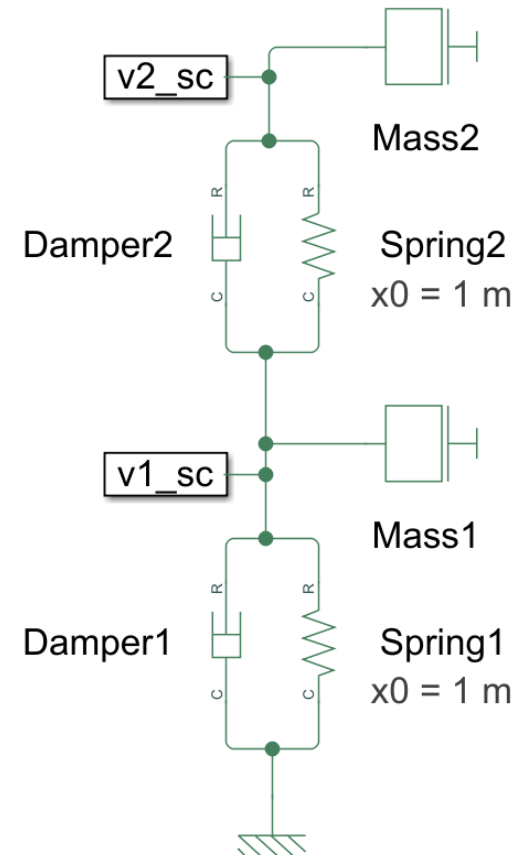 v2_sc
Mass2
R
R
Damper2
Spring2
x0 = 1 m
C
C
v1_sc
Mass1
R
R
Damper1
Spring1
x0 = 1 m
C
C